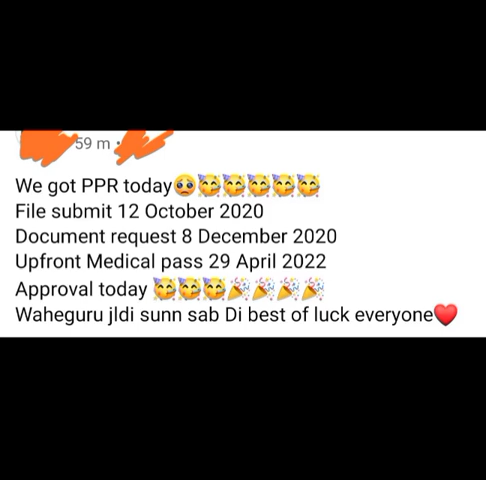 59 m •
We got PPR today🥹🥳🥳🥳🥳🥳
File submit 12 October 2020
Document request 8 December 2020
Upfront Medical pass 29 April 2022
Approval today 🥳🥳🥳🎉🎉🎉🎉
Waheguru jldi sunn sab Di best of luck everyone❤️